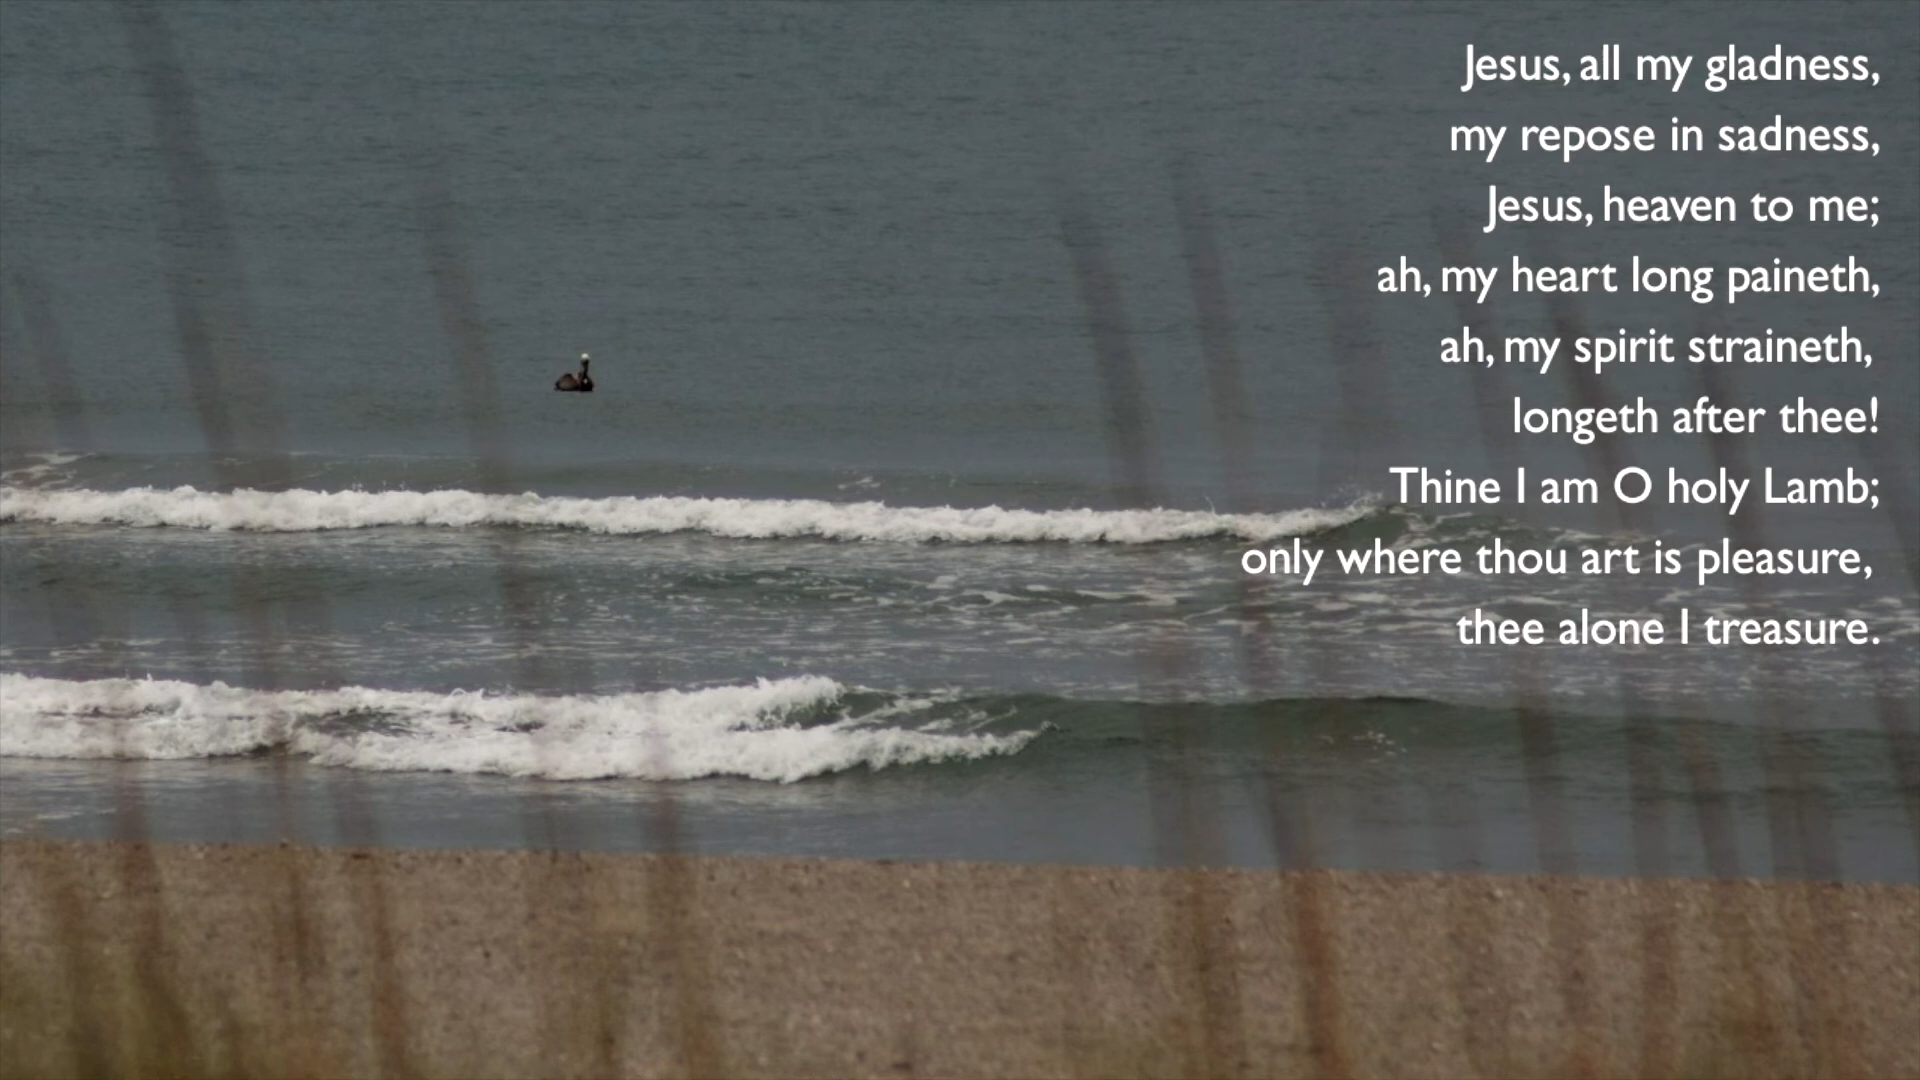 Jesus, all my gladness,
my repose in sadness,
Jesus, heaven to me;
ah, my heart long paineth,
ah, my spirit straineth,
longeth after thee!
Thine I am O holy Lamb;
only where thou art is pleasure,
thee alone I treasure.